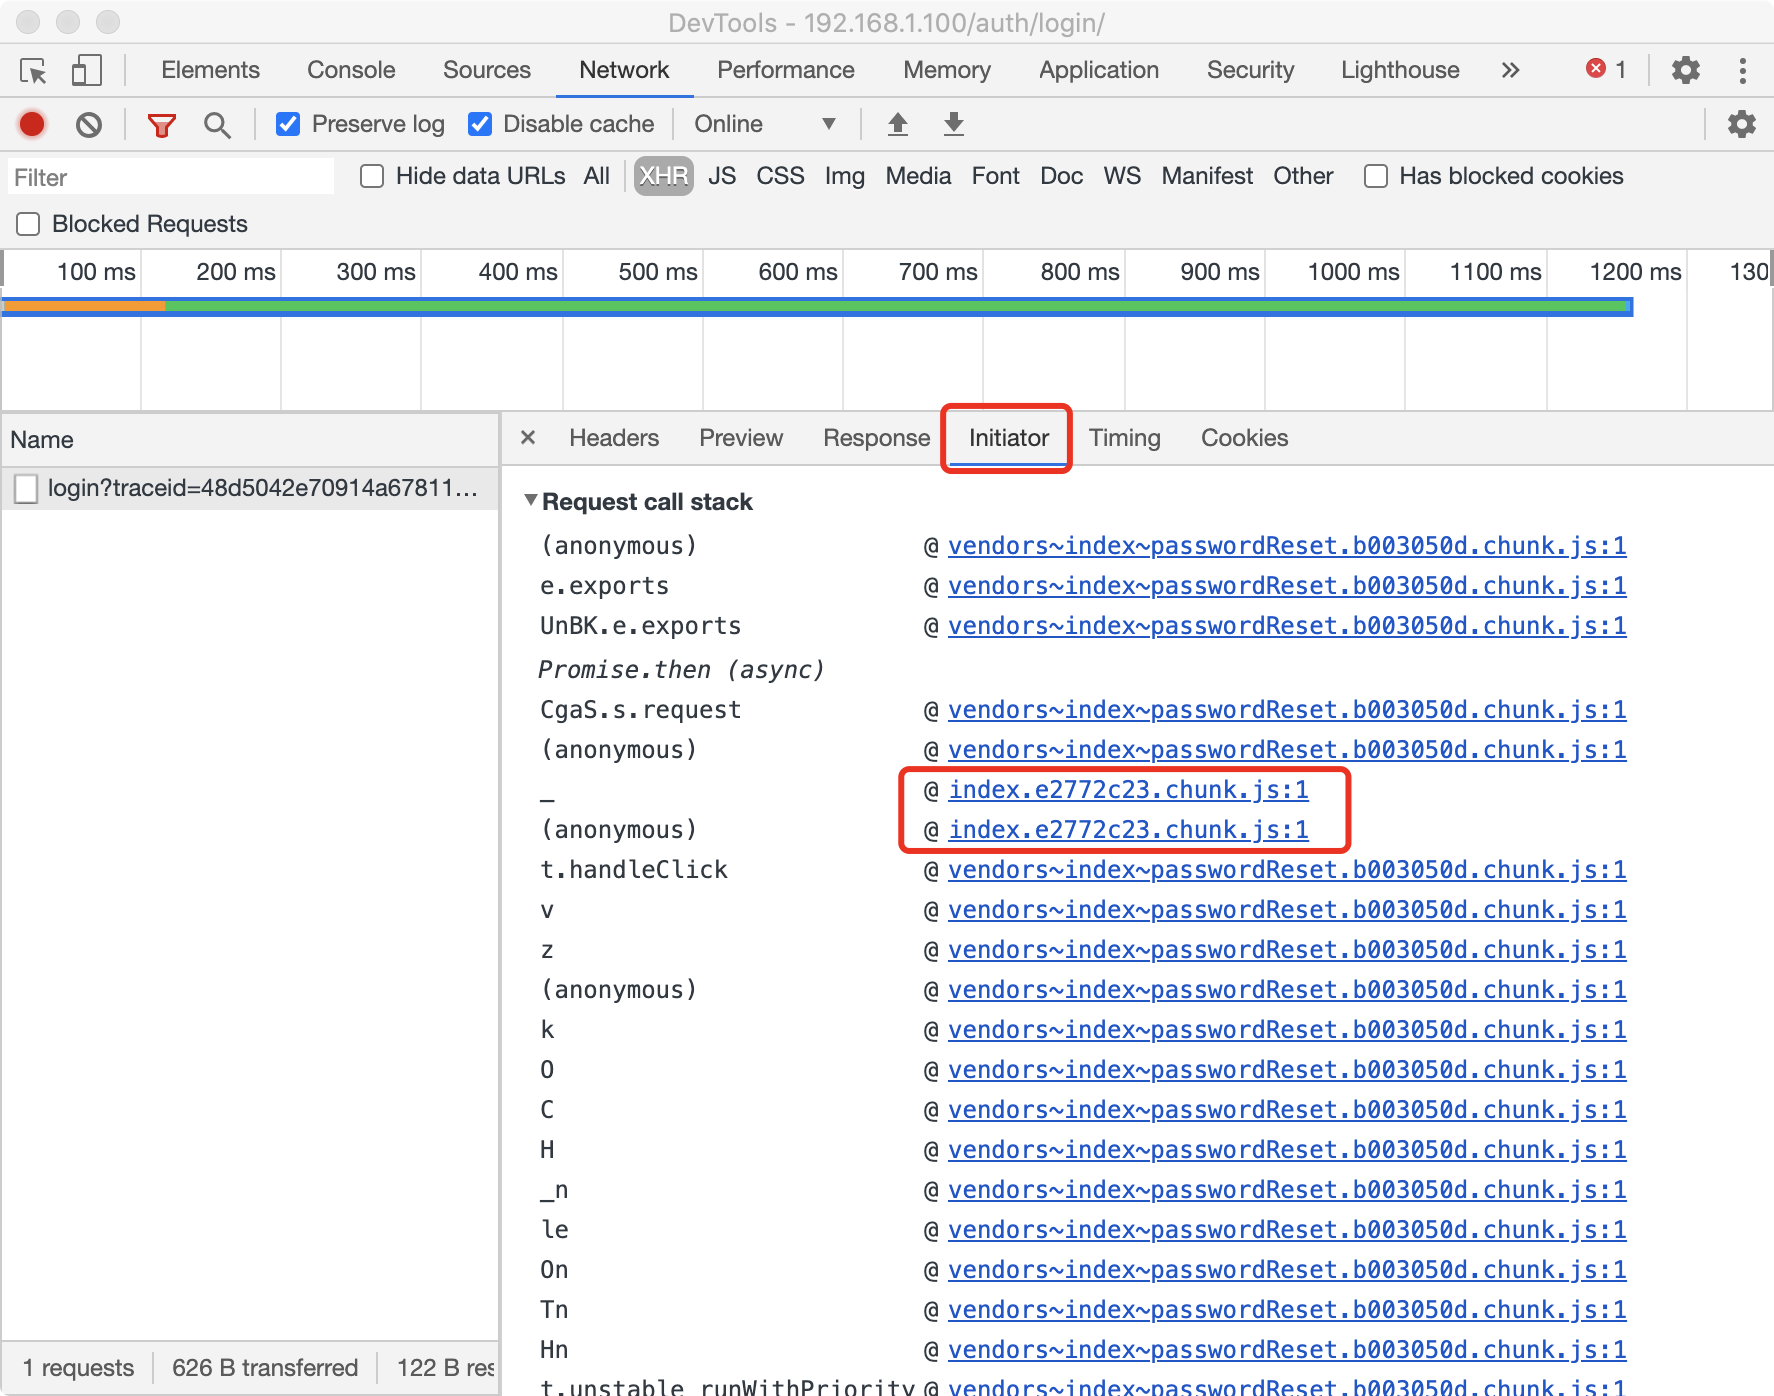 DevTools - 192.168.1.100/auth/login/
Elements Console Sources Network Performance Memory Application Security Lighthouse » 1
Preserve log Disable cache Online ▼
Filter Hide data URLs All XHR JS CSS Img Media Font Doc WS Manifest Other Has blocked cookies
Blocked Requests
100 ms 200 ms 300 ms 400 ms 500 ms 600 ms 700 ms 800 ms 900 ms 1000 ms 1100 ms 1200 ms 130
Name
login?traceid=48d5042e70914a67811…
× Headers Preview Response Initiator Timing Cookies
▼ Request call stack
(anonymous) @ vendors~index~passwordReset.b003050d.chunk.js:1
e.exports @ vendors~index~passwordReset.b003050d.chunk.js:1
UnBK.e.exports @ vendors~index~passwordReset.b003050d.chunk.js:1
Promise.then (async)
CgaS.s.request @ vendors~index~passwordReset.b003050d.chunk.js:1
(anonymous) @ vendors~index~passwordReset.b003050d.chunk.js:1
_ @ index.e2772c23.chunk.js:1
(anonymous) @ index.e2772c23.chunk.js:1
t.handleClick @ vendors~index~passwordReset.b003050d.chunk.js:1
v @ vendors~index~passwordReset.b003050d.chunk.js:1
z @ vendors~index~passwordReset.b003050d.chunk.js:1
(anonymous) @ vendors~index~passwordReset.b003050d.chunk.js:1
k @ vendors~index~passwordReset.b003050d.chunk.js:1
O @ vendors~index~passwordReset.b003050d.chunk.js:1
C @ vendors~index~passwordReset.b003050d.chunk.js:1
H @ vendors~index~passwordReset.b003050d.chunk.js:1
_n @ vendors~index~passwordReset.b003050d.chunk.js:1
le @ vendors~index~passwordReset.b003050d.chunk.js:1
On @ vendors~index~passwordReset.b003050d.chunk.js:1
Tn @ vendors~index~passwordReset.b003050d.chunk.js:1
Hn @ vendors~index~passwordReset.b003050d.chunk.js:1
t.unstable_runWithPriority @ vendors~index~passwordReset.b003050d.chunk.js:1
1 requests 626 B transferred 122 B res